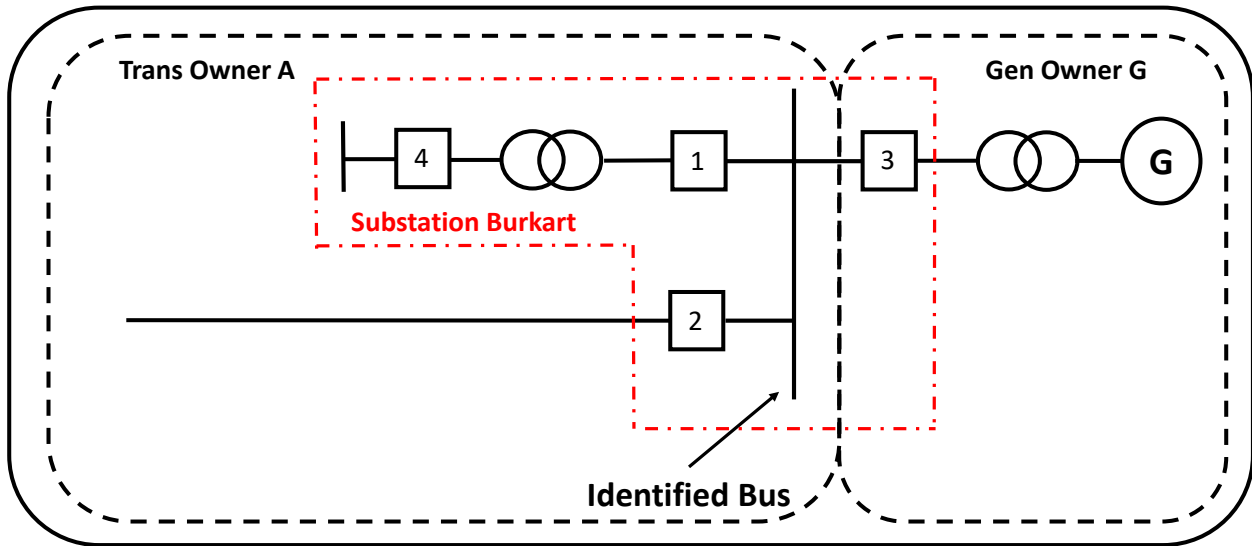 Trans Owner A
Gen Owner G
4
1
3
G
Substation Burkart
2
Identified Bus